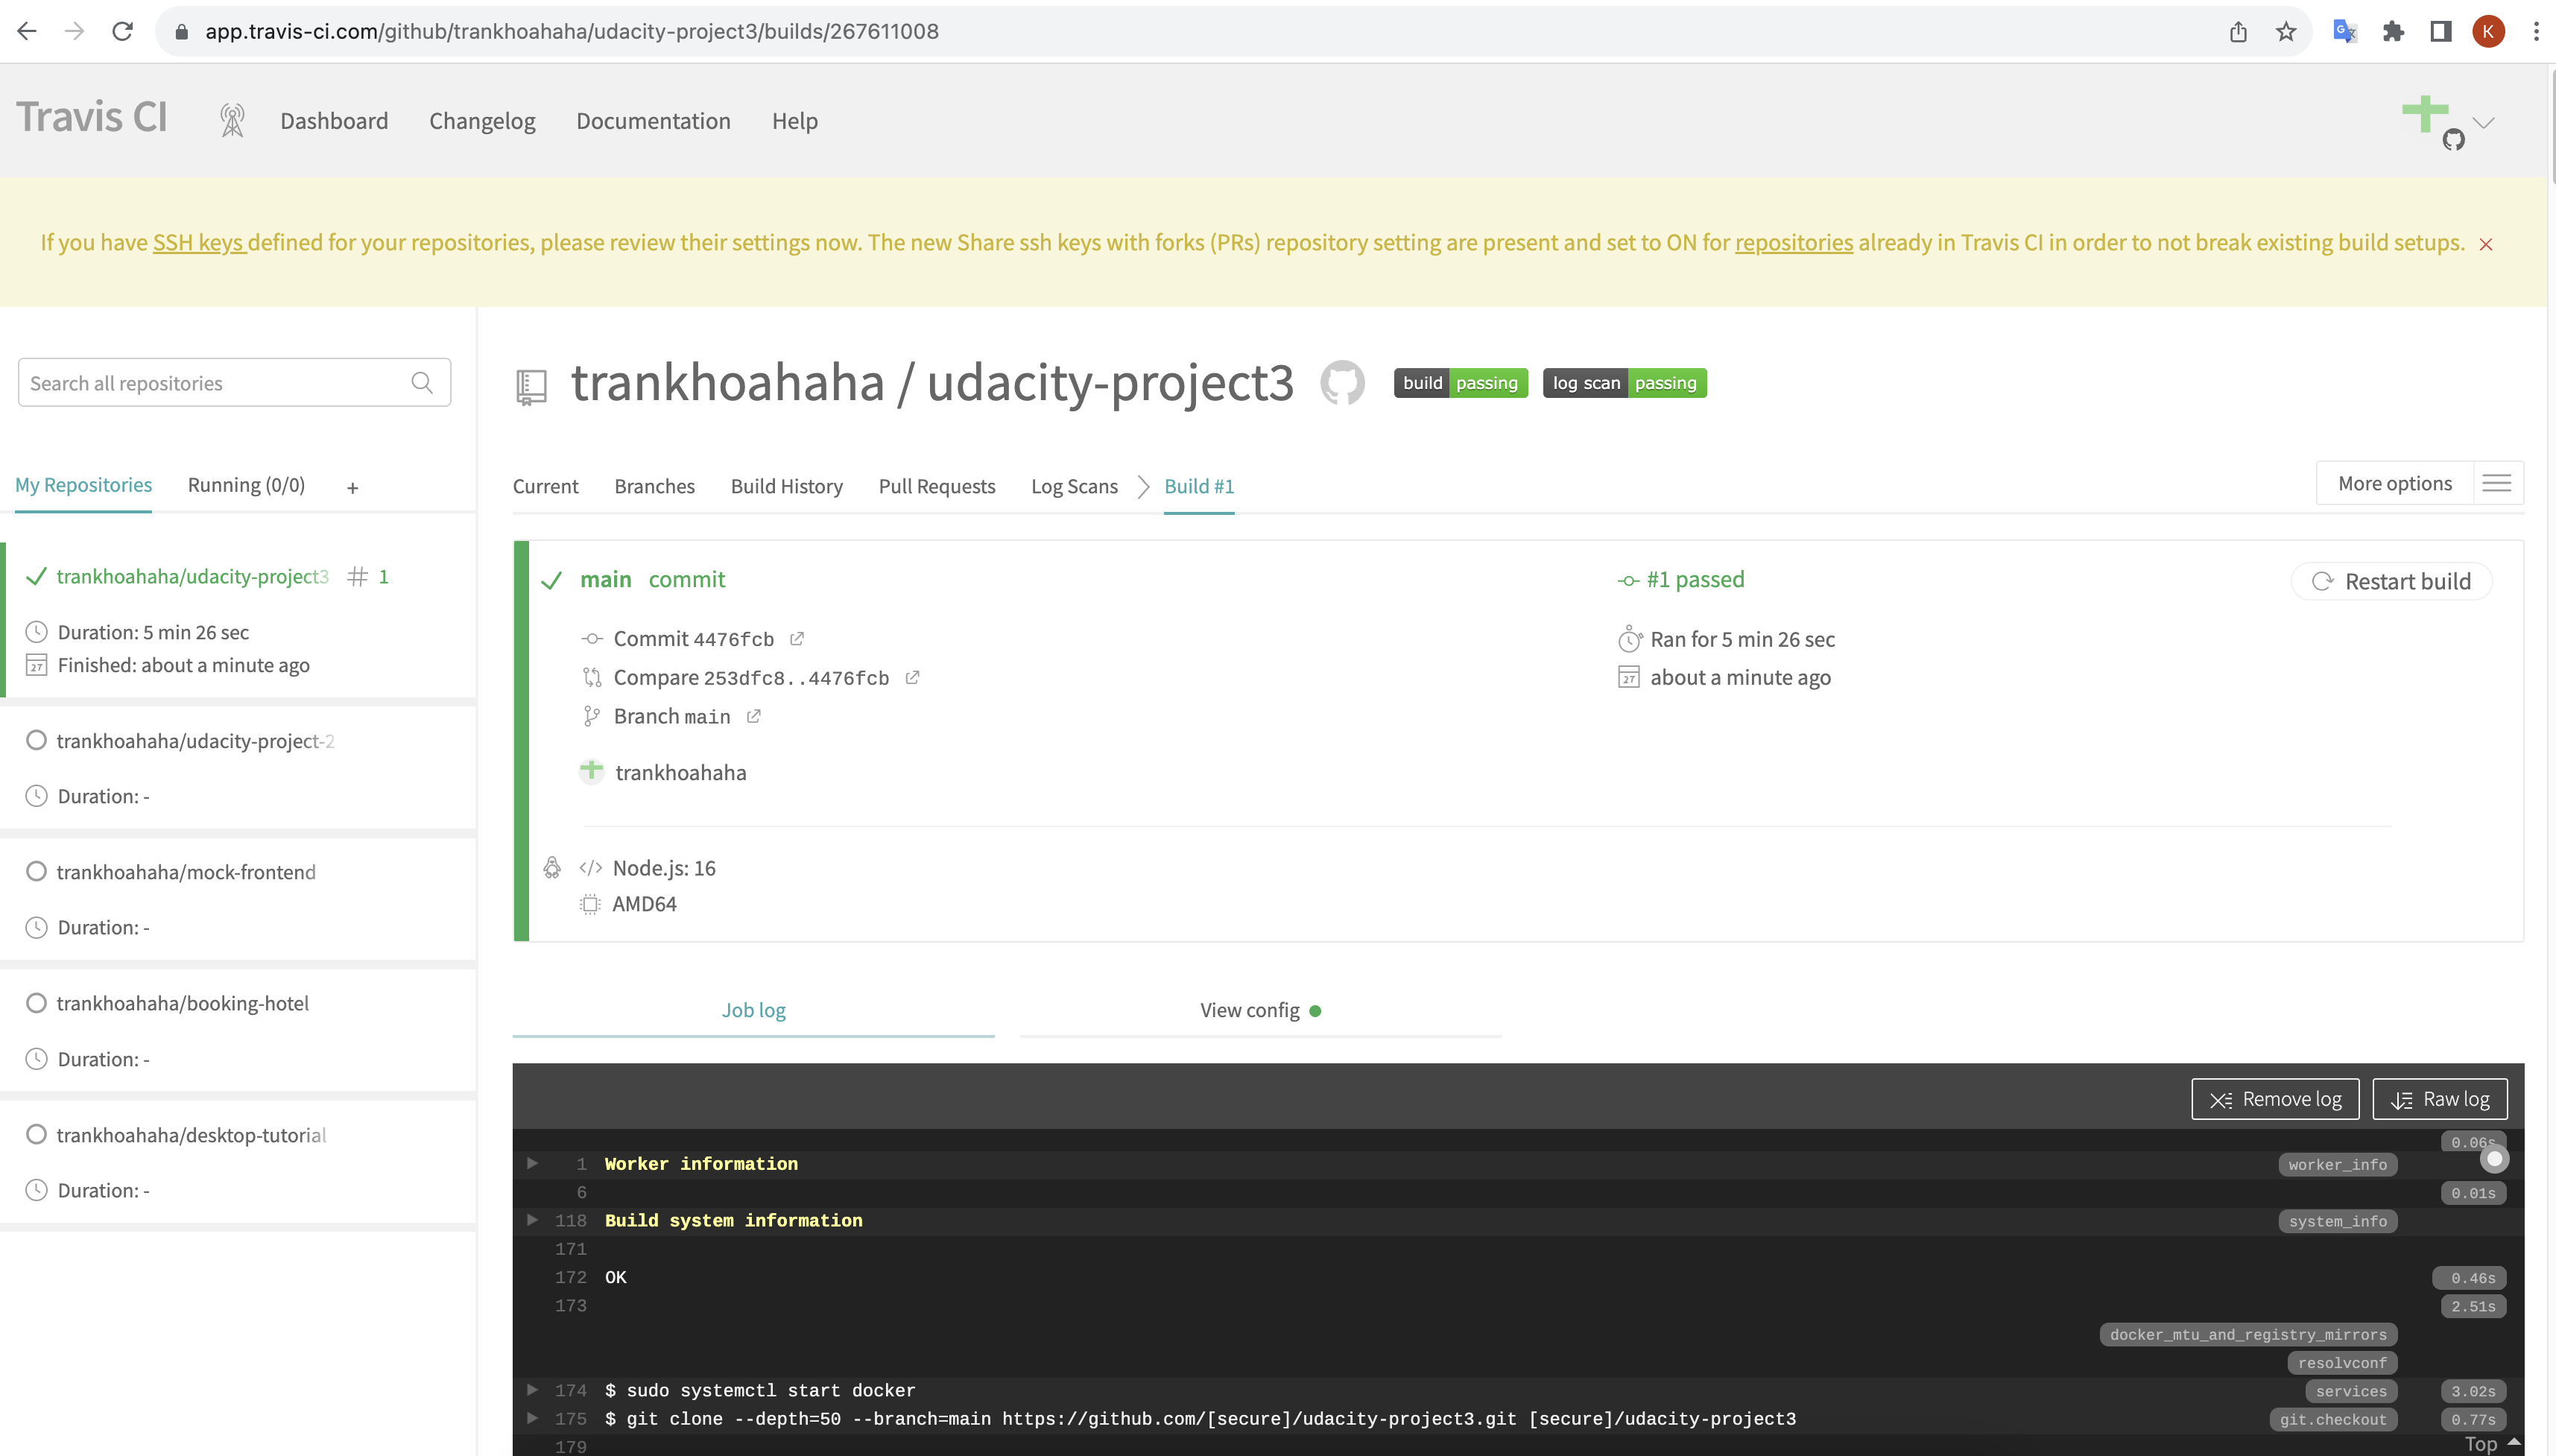 app.travis-ci.com/github/trankhoahaha/udacity-project3/builds/267611008
K
Travis CI
Dashboard
Changelog
Documentation
Help
If you have SSH keys defined for your repositories, please review their settings now. The new Share ssh keys with forks (PRs) repository setting are present and set to ON for repositories already in Travis CI in order to not break existing build setups.
Search all repositories
My Repositories
Running (0/0)
+
trankhoahaha/udacity-project3 # 1
Duration: 5 min 26 sec
27 Finished: about a minute ago
trankhoahaha/udacity-project-2
Duration: -
trankhoahaha/mock-frontend
Duration: -
trankhoahaha/booking-hotel
Duration: -
trankhoahaha/desktop-tutorial
Duration: -
trankhoahaha / udacity-project3
build passing
log scan passing
Current
Branches
Build History
Pull Requests
Log Scans
Build #1
More options
main commit
Commit 4476fcb
Compare 253dfc8..4476fcb
Branch main
trankhoahaha
#1 passed
Ran for 5 min 26 sec
27 about a minute ago
Restart build
</> Node.js: 16
AMD64
Job log
View config
Remove log
Raw log
0.06s
1 Worker information worker_info
6 0.01s
118 Build system information system_info
171
172 OK 0.46s
173 2.51s
docker_mtu_and_registry_mirrors
resolvconf
174 $ sudo systemctl start docker services 3.02s
175 $ git clone --depth=50 --branch=main https://github.com/[secure]/udacity-project3.git [secure]/udacity-project3 git.checkout 0.77s
179
Top